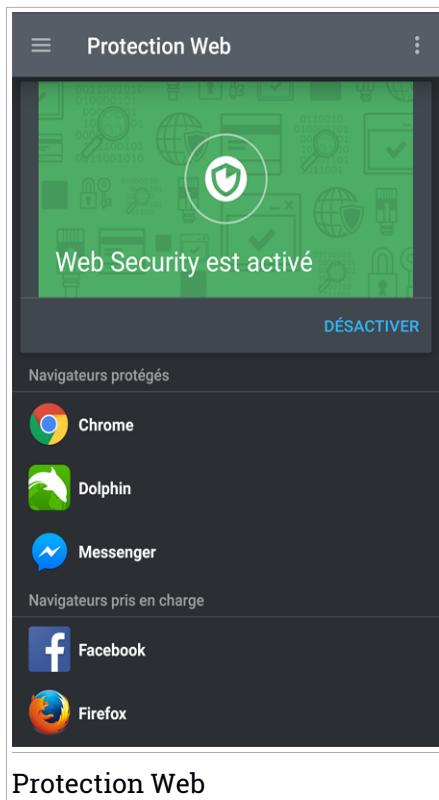 Protection Web
Web Security est activé
DÉSACTIVER
Navigateurs protégés
Chrome
Dolphin
Messenger
Navigateurs pris en charge
Facebook
Firefox
Protection Web